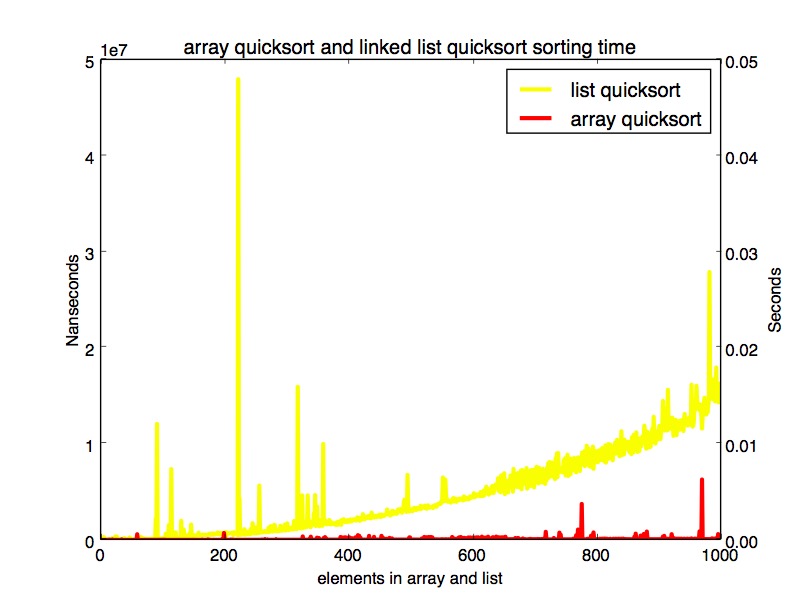 array quicksort and linked list quicksort sorting time
1e7
list quicksort
array quicksort
5
4
3
2
1
0
Nanseconds
0.05
0.04
0.03
0.02
0.01
0.00
Seconds
0
200
400
600
800
1000
elements in array and list